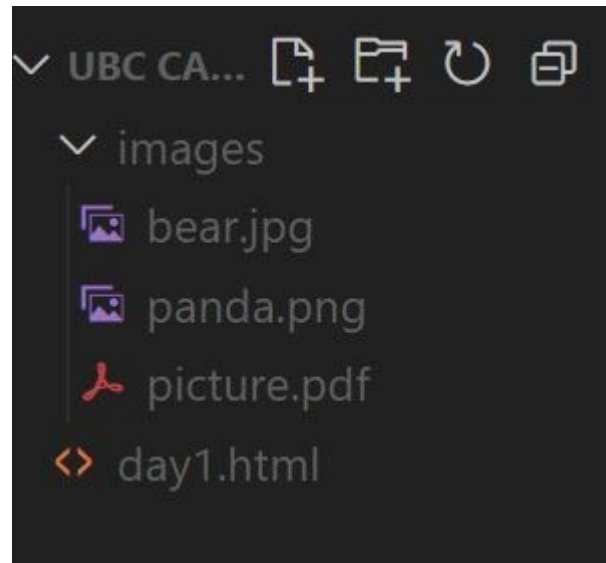 UBC CA...
images
bear.jpg
panda.png
picture.pdf
day1.html